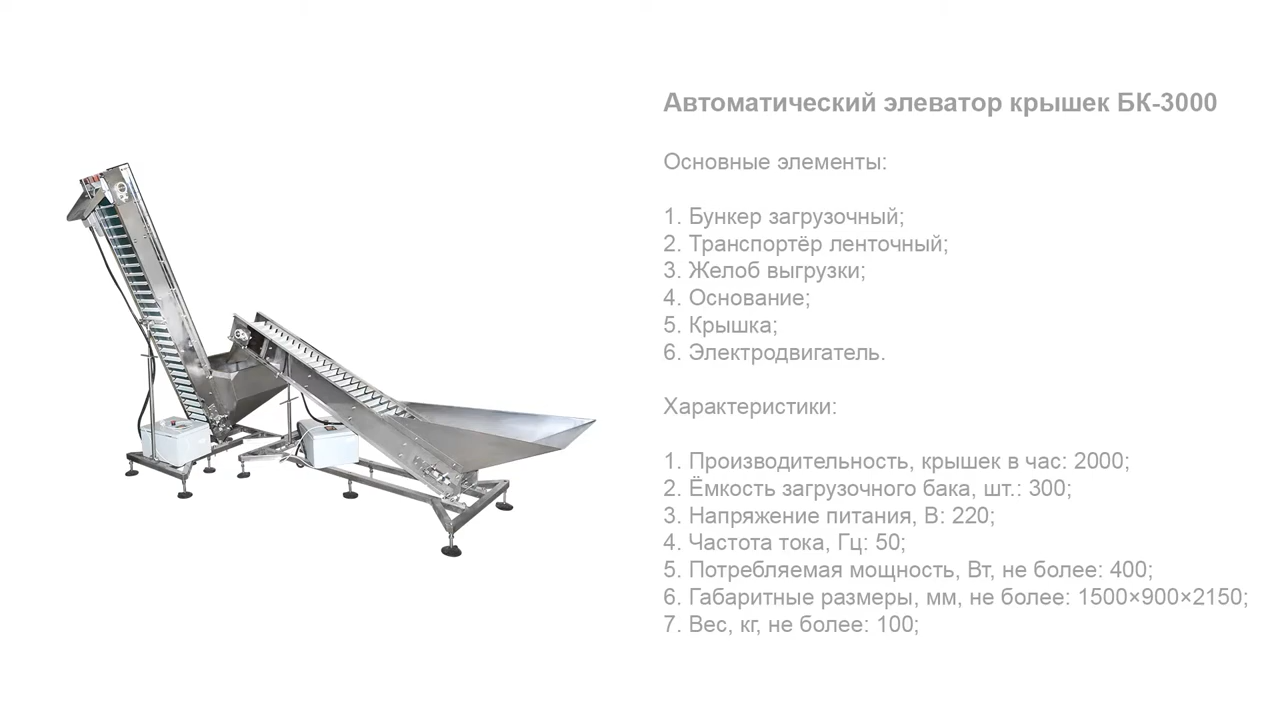 Автоматический элеватор крышек БК-3000
Основные элементы:
1. Бункер загрузочный;
2. Транспортёр ленточный;
3. Желоб выгрузки;
4. Основание;
5. Крышка;
6. Электродвигатель.
Характеристики:
1. Производительность, крышек в час: 2000;
2. Ёмкость загрузочного бака, шт.: 300;
3. Напряжение питания, В: 220;
4. Частота тока, Гц: 50;
5. Потребляемая мощность, Вт, не более: 400;
6. Габаритные размеры, мм, не более: 1500×900×2150;
7. Вес, кг, не более: 100;